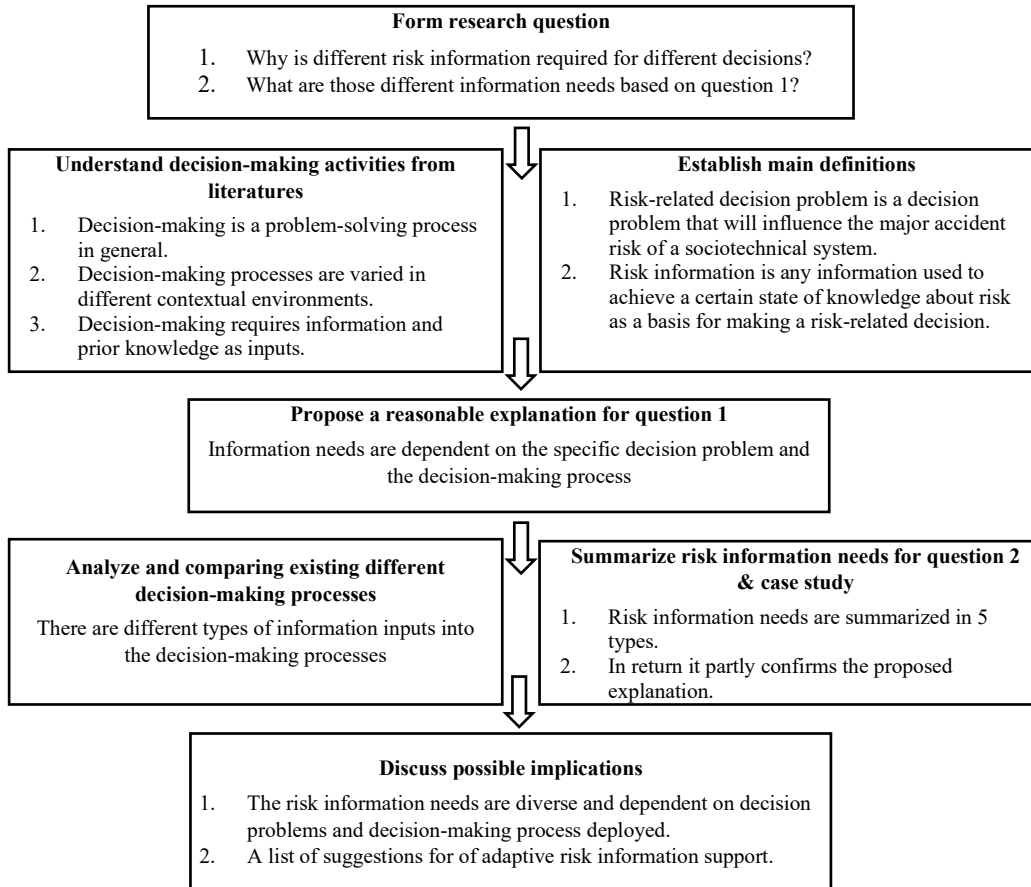 Form research question
1. Why is different risk information required for different decisions?
2. What are those different information needs based on question 1?
Understand decision-making activities from
literatures
1. Decision-making is a problem-solving process
in general.
2. Decision-making processes are varied in
different contextual environments.
3. Decision-making requires information and
prior knowledge as inputs.
Establish main definitions
1. Risk-related decision problem is a decision
problem that will influence the major accident
risk of a sociotechnical system.
2. Risk information is any information used to
achieve a certain state of knowledge about risk
as a basis for making a risk-related decision.
Propose a reasonable explanation for question 1
Information needs are dependent on the specific decision problem and
the decision-making process
Analyze and comparing existing different
decision-making processes
There are different types of information inputs into
the decision-making processes
Summarize risk information needs for question 2
& case study
1. Risk information needs are summarized in 5
types.
2. In return it partly confirms the proposed
explanation.
Discuss possible implications
1. The risk information needs are diverse and dependent on decision
problems and decision-making process deployed.
2. A list of suggestions for of adaptive risk information support.